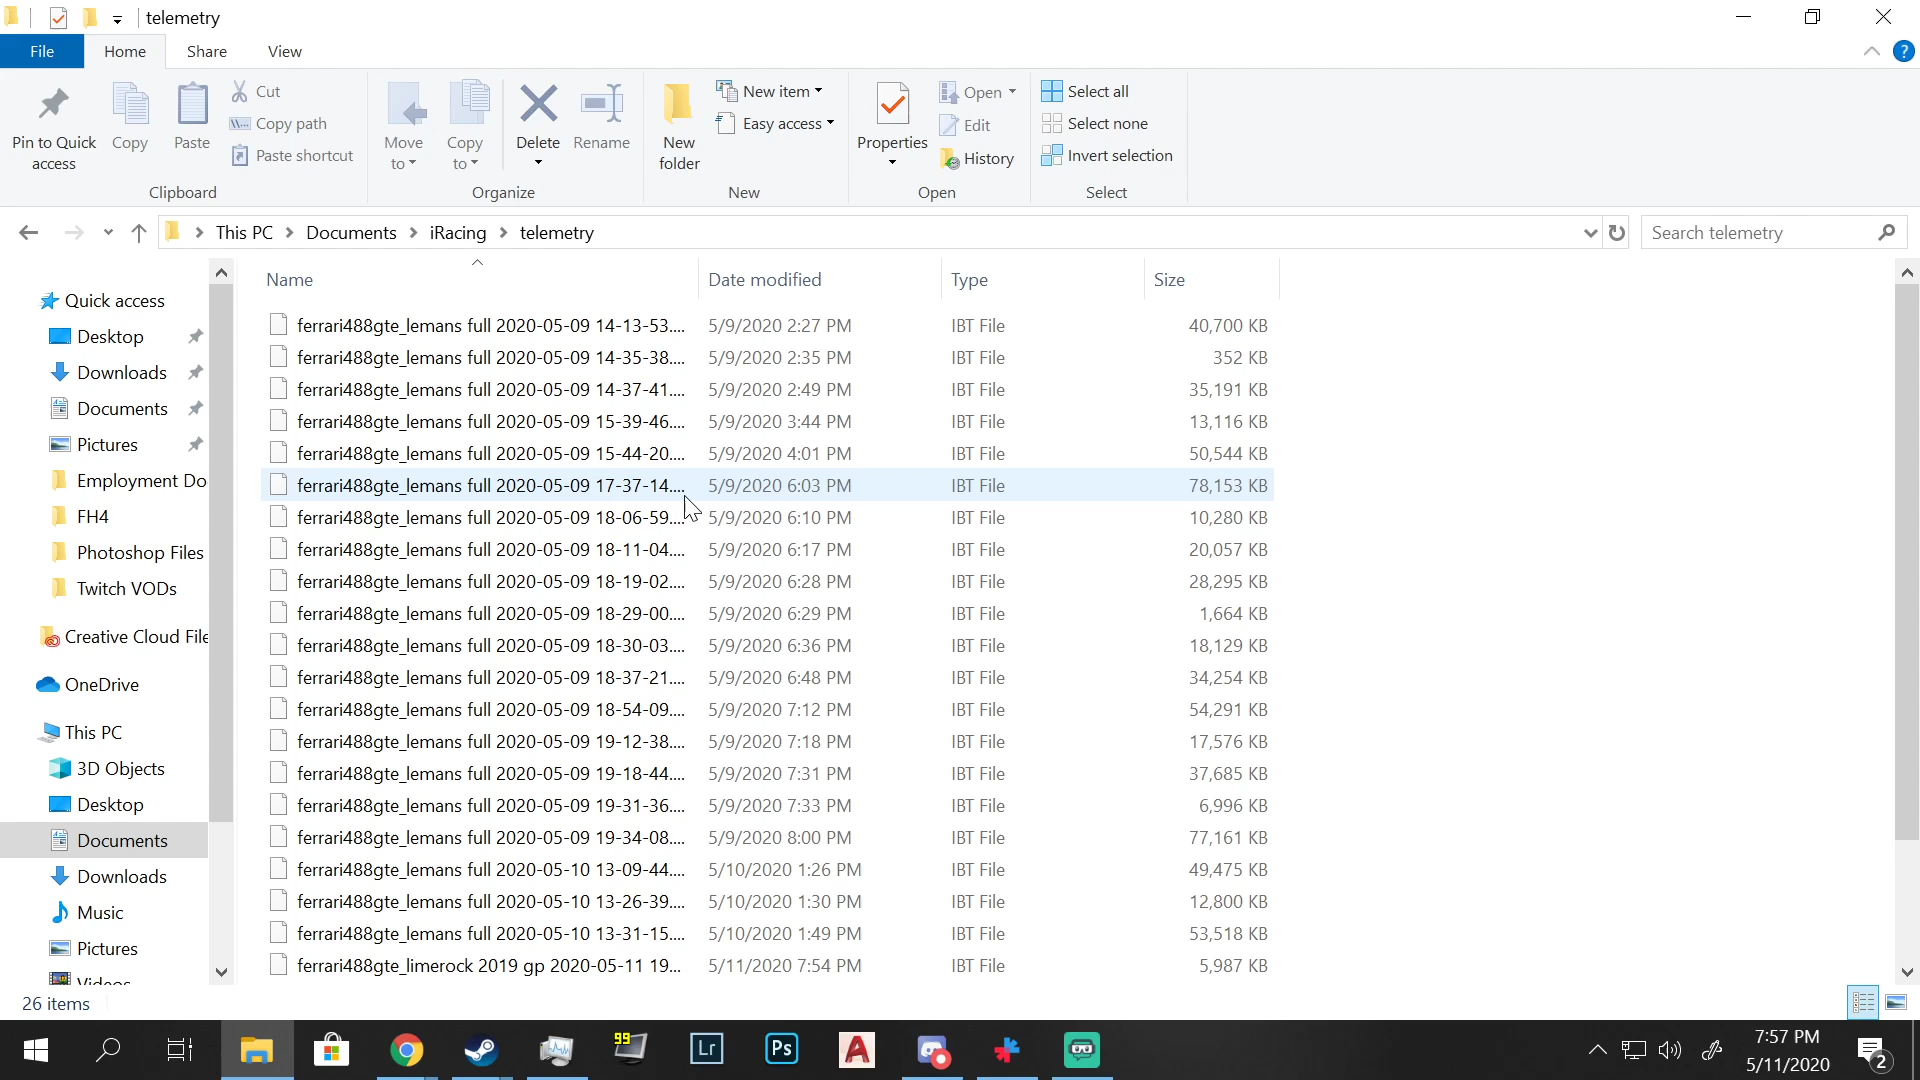 telemetry
File Home Share View
Pin to Quick access
Copy
Paste
Cut
Copy path
Paste shortcut
Clipboard
Move to
Copy to
Delete
Rename
Organize
New folder
New item
Easy access
New
Properties
Open
Edit
History
Open
Select all
Select none
Invert selection
Select
This PC > Documents > iRacing > telemetry
Search telemetry
Quick access
Desktop
Downloads
Documents
Pictures
Employment Do
FH4
Photoshop Files
Twitch VODs
Creative Cloud File
OneDrive
This PC
3D Objects
Desktop
Documents
Downloads
Music
Pictures
Videos
Name Date modified Type Size
ferrari488gte_lemans full 2020-05-09 14-13-53.... 5/9/2020 2:27 PM IBT File 40,700 KB
ferrari488gte_lemans full 2020-05-09 14-35-38.... 5/9/2020 2:35 PM IBT File 352 KB
ferrari488gte_lemans full 2020-05-09 14-37-41.... 5/9/2020 2:49 PM IBT File 35,191 KB
ferrari488gte_lemans full 2020-05-09 15-39-46.... 5/9/2020 3:44 PM IBT File 13,116 KB
ferrari488gte_lemans full 2020-05-09 15-44-20.... 5/9/2020 4:01 PM IBT File 50,544 KB
ferrari488gte_lemans full 2020-05-09 17-37-14.... 5/9/2020 6:03 PM IBT File 78,153 KB
ferrari488gte_lemans full 2020-05-09 18-06-59.... 5/9/2020 6:10 PM IBT File 10,280 KB
ferrari488gte_lemans full 2020-05-09 18-11-04.... 5/9/2020 6:17 PM IBT File 20,057 KB
ferrari488gte_lemans full 2020-05-09 18-19-02.... 5/9/2020 6:28 PM IBT File 28,295 KB
ferrari488gte_lemans full 2020-05-09 18-29-00.... 5/9/2020 6:29 PM IBT File 1,664 KB
ferrari488gte_lemans full 2020-05-09 18-30-03.... 5/9/2020 6:36 PM IBT File 18,129 KB
ferrari488gte_lemans full 2020-05-09 18-37-21.... 5/9/2020 6:48 PM IBT File 34,254 KB
ferrari488gte_lemans full 2020-05-09 18-54-09.... 5/9/2020 7:12 PM IBT File 54,291 KB
ferrari488gte_lemans full 2020-05-09 19-12-38.... 5/9/2020 7:18 PM IBT File 17,576 KB
ferrari488gte_lemans full 2020-05-09 19-18-44.... 5/9/2020 7:31 PM IBT File 37,685 KB
ferrari488gte_lemans full 2020-05-09 19-31-36.... 5/9/2020 7:33 PM IBT File 6,996 KB
ferrari488gte_lemans full 2020-05-09 19-34-08.... 5/9/2020 8:00 PM IBT File 77,161 KB
ferrari488gte_lemans full 2020-05-10 13-09-44.... 5/10/2020 1:26 PM IBT File 49,475 KB
ferrari488gte_lemans full 2020-05-10 13-26-39.... 5/10/2020 1:30 PM IBT File 12,800 KB
ferrari488gte_lemans full 2020-05-10 13-31-15.... 5/10/2020 1:49 PM IBT File 53,518 KB
ferrari488gte_limerock 2019 gp 2020-05-11 19... 5/11/2020 7:54 PM IBT File 5,987 KB
26 items
99
Lr
Ps
7:57 PM
5/11/2020
2